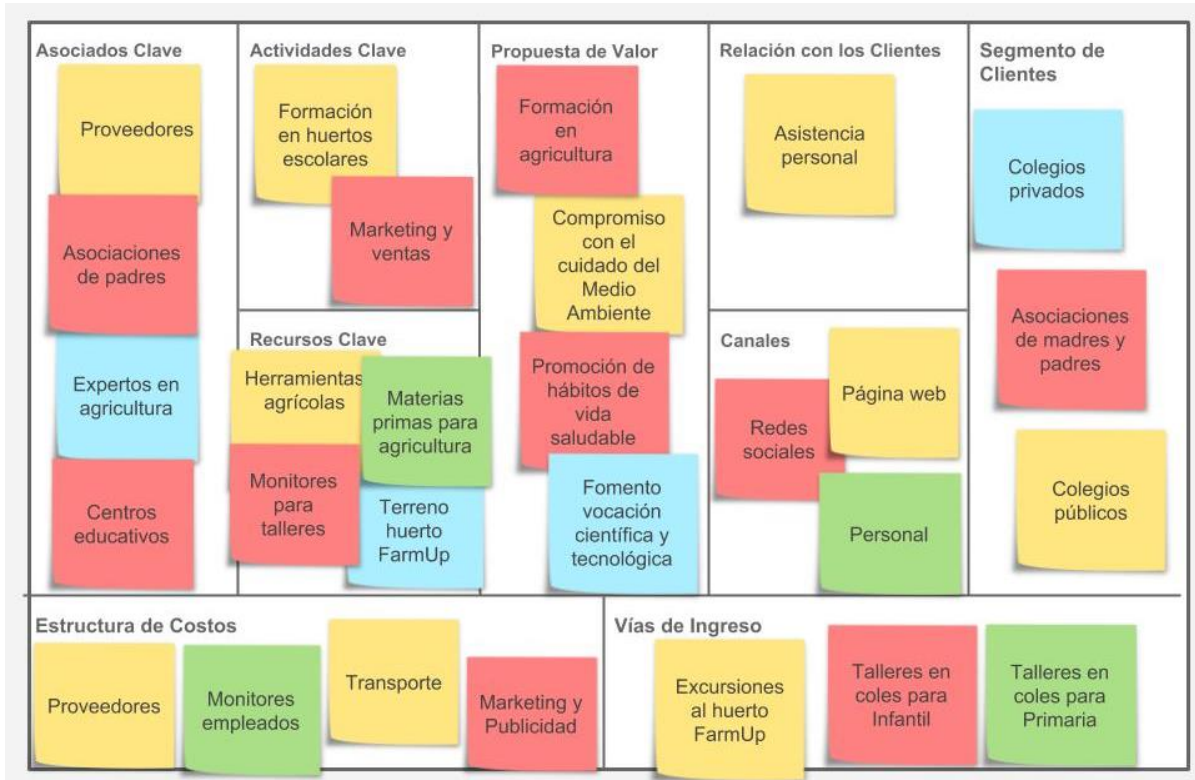 Asociados Clave
Proveedores
Asociaciones
de padres
Expertos en
agricultura
Centros
educativos
Actividades Clave
Formación
en huertos
escolares
Marketing y
ventas
Recursos Clave
Herramientas
agrícolas
Materias
primas para
agricultura
Monitores
para
talleres
Terreno
huerto
FarmUp
Propuesta de Valor
Formación
en
agricultura
Compromiso
con el
cuidado del
Medio
Ambiente
Promoción de
hábitos de
vida
saludable
Fomento
vocación
científica y
tecnológica
Relación con los Clientes
Asistencia
personal
Canales
Redes
sociales
Página web
Personal
Segmento de
Clientes
Colegios
privados
Asociaciones
de madres y
padres
Colegios
públicos
Estructura de Costos
Proveedores
Monitores
empleados
Transporte
Marketing y
Publicidad
Vías de Ingreso
Excursiones
al huerto
FarmUp
Talleres en
coles para
Infantil
Talleres en
coles para
Primaria